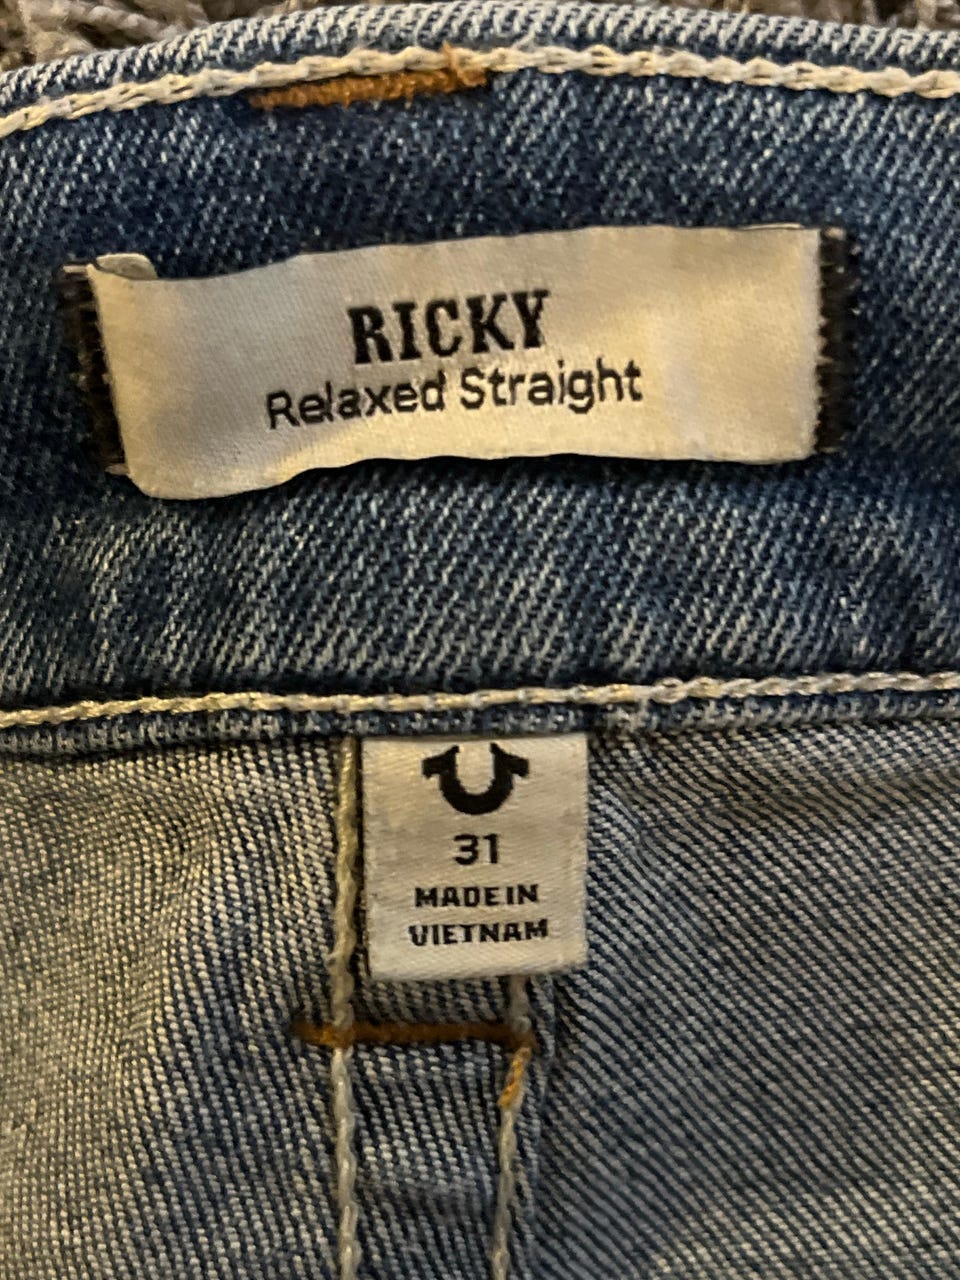 RICKY
Relaxed Straight
31
MADE IN
VIETNAM